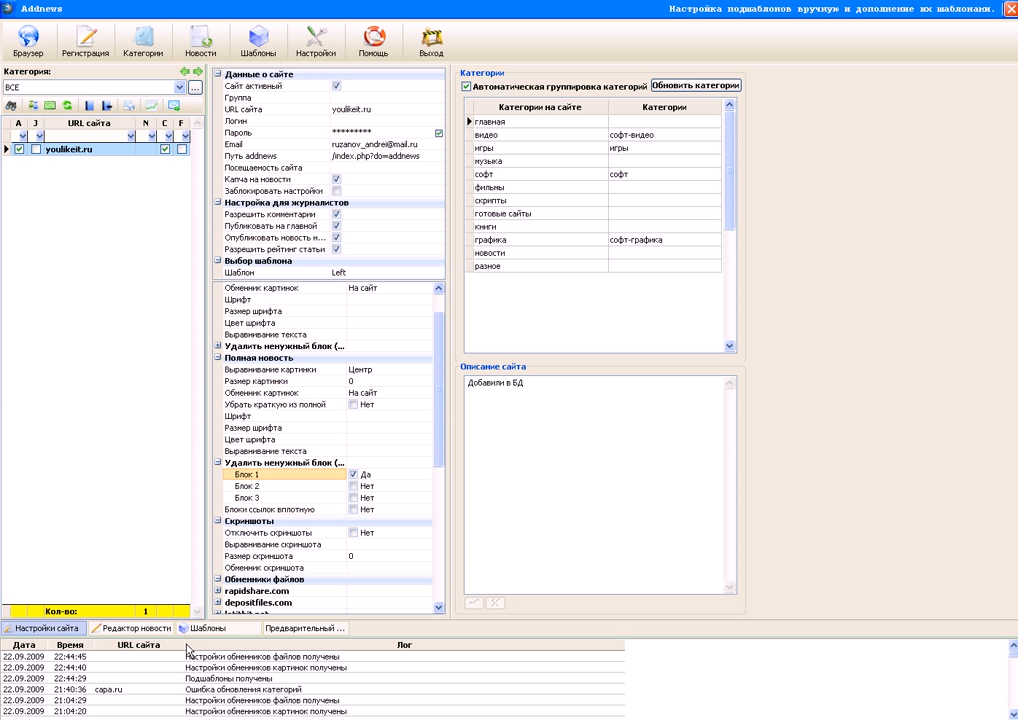 Addnews
Настройка подшаблонов вручную и дополнение их шаблонами.
Браузер Регистрация Категории Новости Шаблоны Настройки Помощь Выход
Категория:
ВСЕ
...
A J URL сайта N C F
youlikeit.ru
Кол-во: 1
Данные о сайте
Сайт активный
Группа
URL сайта youlikeit.ru
Логин
Пароль *********
Email ruzanov_andrei@mail.ru
Путь addnews /index.php?do=addnews
Посещаемость сайта
Капча на новости
Заблокировать настройки
Настройка для журналистов
Разрешить комментарии
Публиковать на главной
Опубликовать новость н...
Разрешить рейтинг статьи
Выбор шаблона
Шаблон Left
Обменник картинок На сайт
Шрифт
Размер шрифта
Цвет шрифта
Выравнивание текста
Удалить ненужный блок (...
Полная новость
Выравнивание картинки Центр
Размер картинки 0
Обменник картинок На сайт
Убрать краткую из полной Нет
Шрифт
Размер шрифта
Цвет шрифта
Выравнивание текста
Удалить ненужный блок (...
Блок 1 Да
Блок 2 Нет
Блок 3 Нет
Блоки ссылок вплотную Нет
Скриншоты
Отключить скриншоты Нет
Выравнивание скриншота
Размер скриншота 0
Обменник скриншота
Обменники файлов
rapidshare.com
depositfiles.com
Категории
Автоматическая группировка категорий Обновить категории
Категории на сайте Категории
главная
видео софт-видео
игры игры
музыка
софт софт
фильмы
скрипты
готовые сайты
книги
графика софт-графика
новости
разное
Описание сайта
Добавили в БД
Настройки сайта Редактор новости Шаблоны Предварительный ...
Дата Время URL сайта Лог
22.09.2009 22:44:45 Настройки обменников файлов получены
22.09.2009 22:44:40 Настройки обменников картинок получены
22.09.2009 22:44:29 Подшаблоны получены
22.09.2009 21:40:36 capa.ru Ошибка обновления категорий
22.09.2009 21:04:29 Настройки обменников файлов получены
22.09.2009 21:04:20 Настройки обменников картинок получены